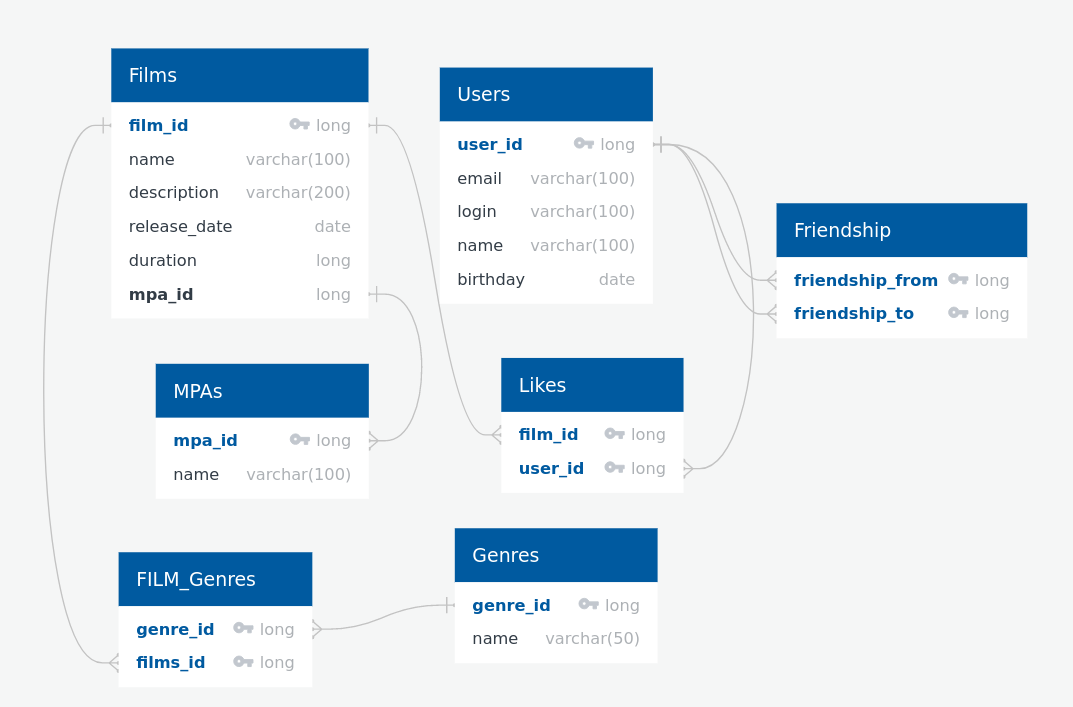 Films
film_id long
name varchar(100)
description varchar(200)
release_date date
duration long
mpa_id long
Users
user_id long
email varchar(100)
login varchar(100)
name varchar(100)
birthday date
Friendship
friendship_from long
friendship_to long
MPAs
mpa_id long
name varchar(100)
Likes
film_id long
user_id long
FILM_Genres
genre_id long
films_id long
Genres
genre_id long
name varchar(50)